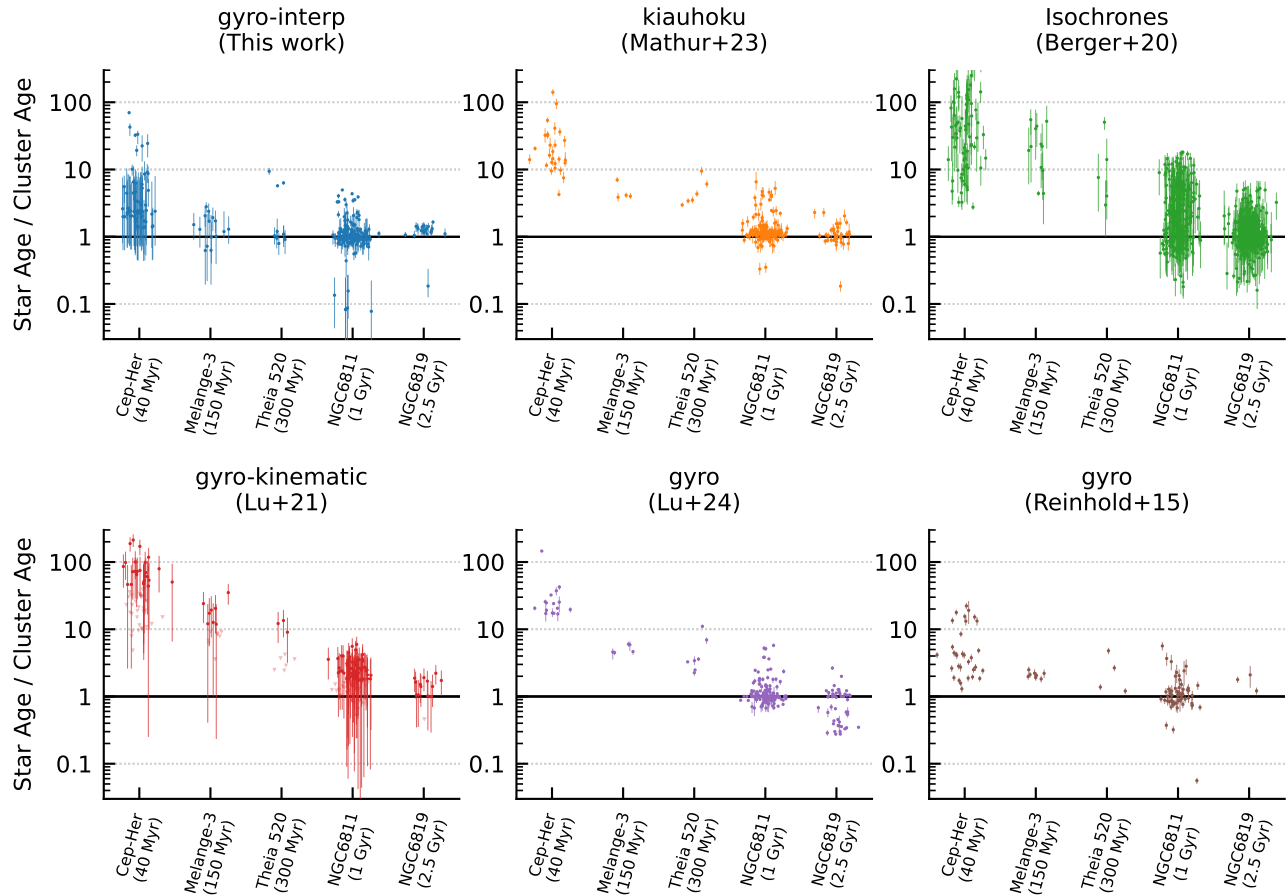 gyro-interp
(This work)
kiauhoku
(Mathur+23)
Isochrones
(Berger+20)
Star Age / Cluster Age
100
10
1
0.1
100
10
1
0.1
100
10
1
0.1
Cep-Her
(40 Myr)
Melange-3
(150 Myr)
Theia 520
(300 Myr)
NGC6811
(1 Gyr)
NGC6819
(2.5 Gyr)
Cep-Her
(40 Myr)
Melange-3
(150 Myr)
Theia 520
(300 Myr)
NGC6811
(1 Gyr)
NGC6819
(2.5 Gyr)
Cep-Her
(40 Myr)
Melange-3
(150 Myr)
Theia 520
(300 Myr)
NGC6811
(1 Gyr)
NGC6819
(2.5 Gyr)
gyro-kinematic
(Lu+21)
gyro
(Lu+24)
gyro
(Reinhold+15)
Star Age / Cluster Age
100
10
1
0.1
100
10
1
0.1
100
10
1
0.1
Cep-Her
(40 Myr)
Melange-3
(150 Myr)
Theia 520
(300 Myr)
NGC6811
(1 Gyr)
NGC6819
(2.5 Gyr)
Cep-Her
(40 Myr)
Melange-3
(150 Myr)
Theia 520
(300 Myr)
NGC6811
(1 Gyr)
NGC6819
(2.5 Gyr)
Cep-Her
(40 Myr)
Melange-3
(150 Myr)
Theia 520
(300 Myr)
NGC6811
(1 Gyr)
NGC6819
(2.5 Gyr)